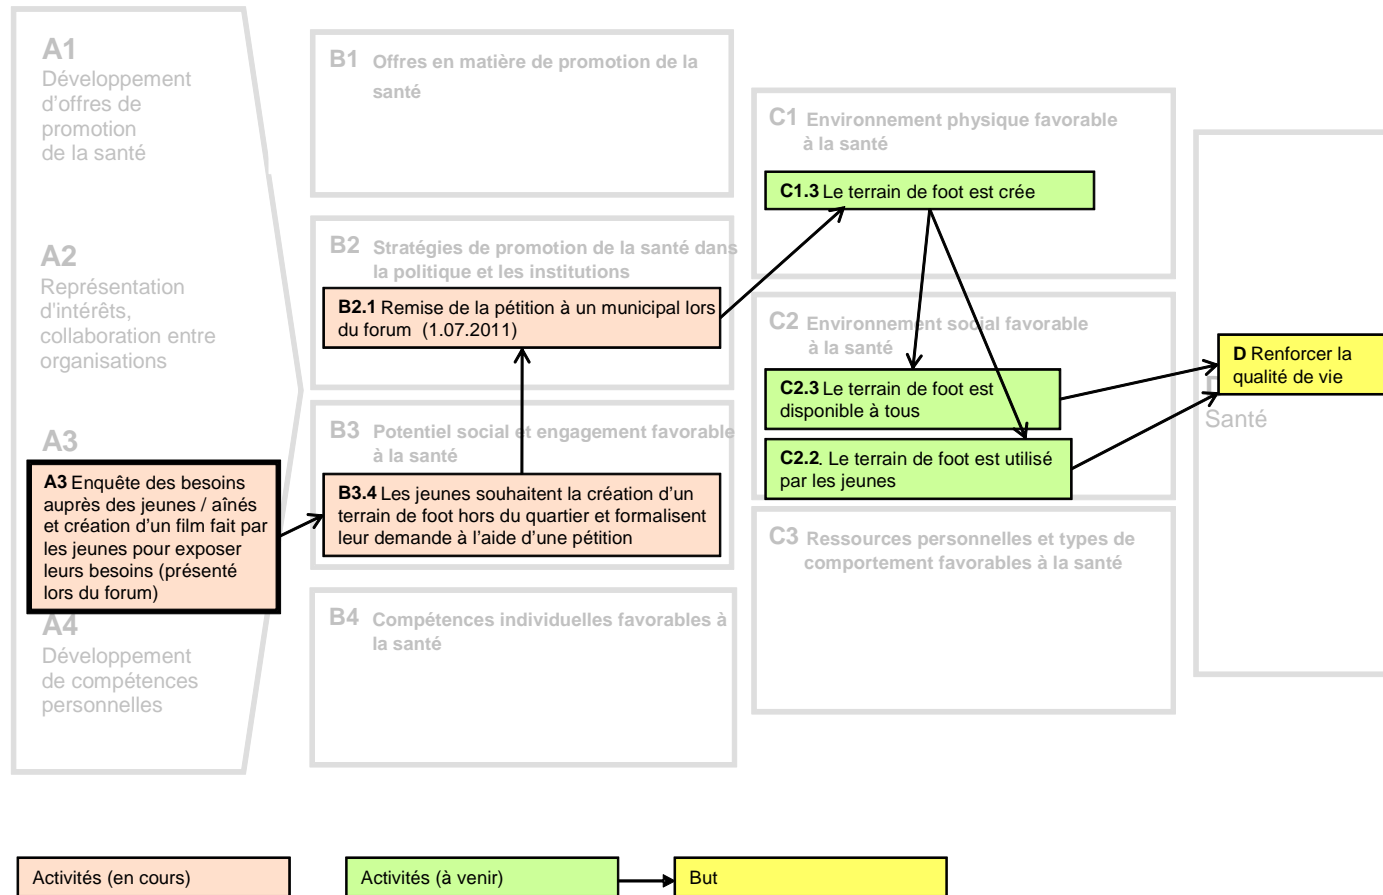 A1
Développement
d'offres de
promotion
de la santé
A2
Représentation
d'intérêts,
collaboration entre
organisations
A3
A3 Enquête des besoins
auprès des jeunes / aînés
et création d'un film fait par
les jeunes pour exposer
leurs besoins (présenté
lors du forum)
A4
Développement
de compétences
personnelles
B1 Offres en matière de promotion de la
santé
B2 Stratégies de promotion de la santé dans
la politique et les institutions
B2.1 Remise de la pétition à un municipal lors
du forum (1.07.2011)
B3 Potentiel social et engagement favorable
à la santé
B3.4 Les jeunes souhaitent la création d'un
terrain de foot hors du quartier et formalisent
leur demande à l'aide d'une pétition
B4 Compétences individuelles favorables à
la santé
C1 Environnement physique favorable
à la santé
C1.3 Le terrain de foot est crée
C2 Environnement social favorable
à la santé
C2.3 Le terrain de foot est
disponible à tous
C2.2. Le terrain de foot est utilisé
par les jeunes
C3 Ressources personnelles et types de
comportement favorables à la santé
D Renforcer la
qualité de vie
Santé
Activités (en cours)
Activités (à venir)
But